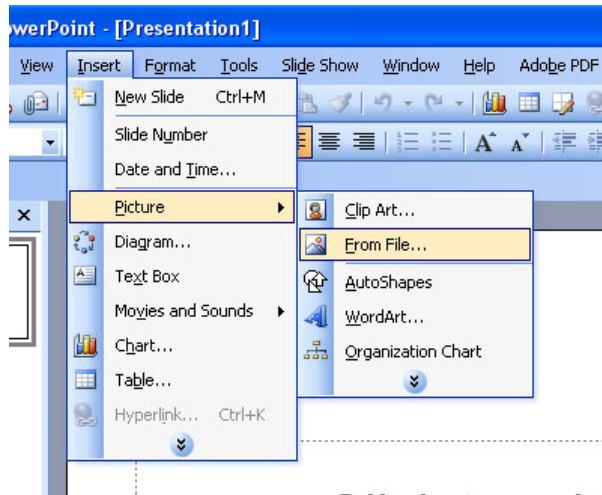 owerPoint - [Presentation1]
View Insert Format Tools Slide Show Window Help Adobe PDF
New Slide Ctrl+M
Slide Number
Date and Time...
Picture
Diagram...
Text Box
Movies and Sounds
Chart...
Table...
Hyperlink... Ctrl+K
Clip Art...
From File...
AutoShapes
WordArt...
Organization Chart